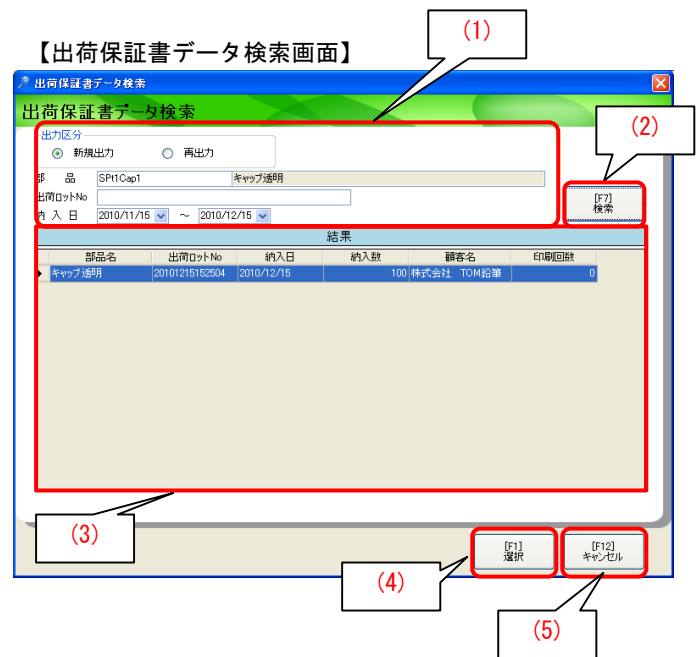 (1)
【出荷保証書データ検索画面】
出荷保証書データ検索
出荷保証書データ検索
(2)
出力区分
新規出力 再出力
部 品 SPt1Cap1 キャップ透明
出荷ロットNo
[F7]
検索
納 入 日 2010/11/15 ～ 2010/12/15
結果
部品名 出荷ロットNo 納入日 納入数 顧客名 印刷回数
キャップ透明 20101215152504 2010/12/15 100 株式会社 TOM鉛筆 0
(3)
[F1]
選択
[F12]
キャンセル
(4)
(5)